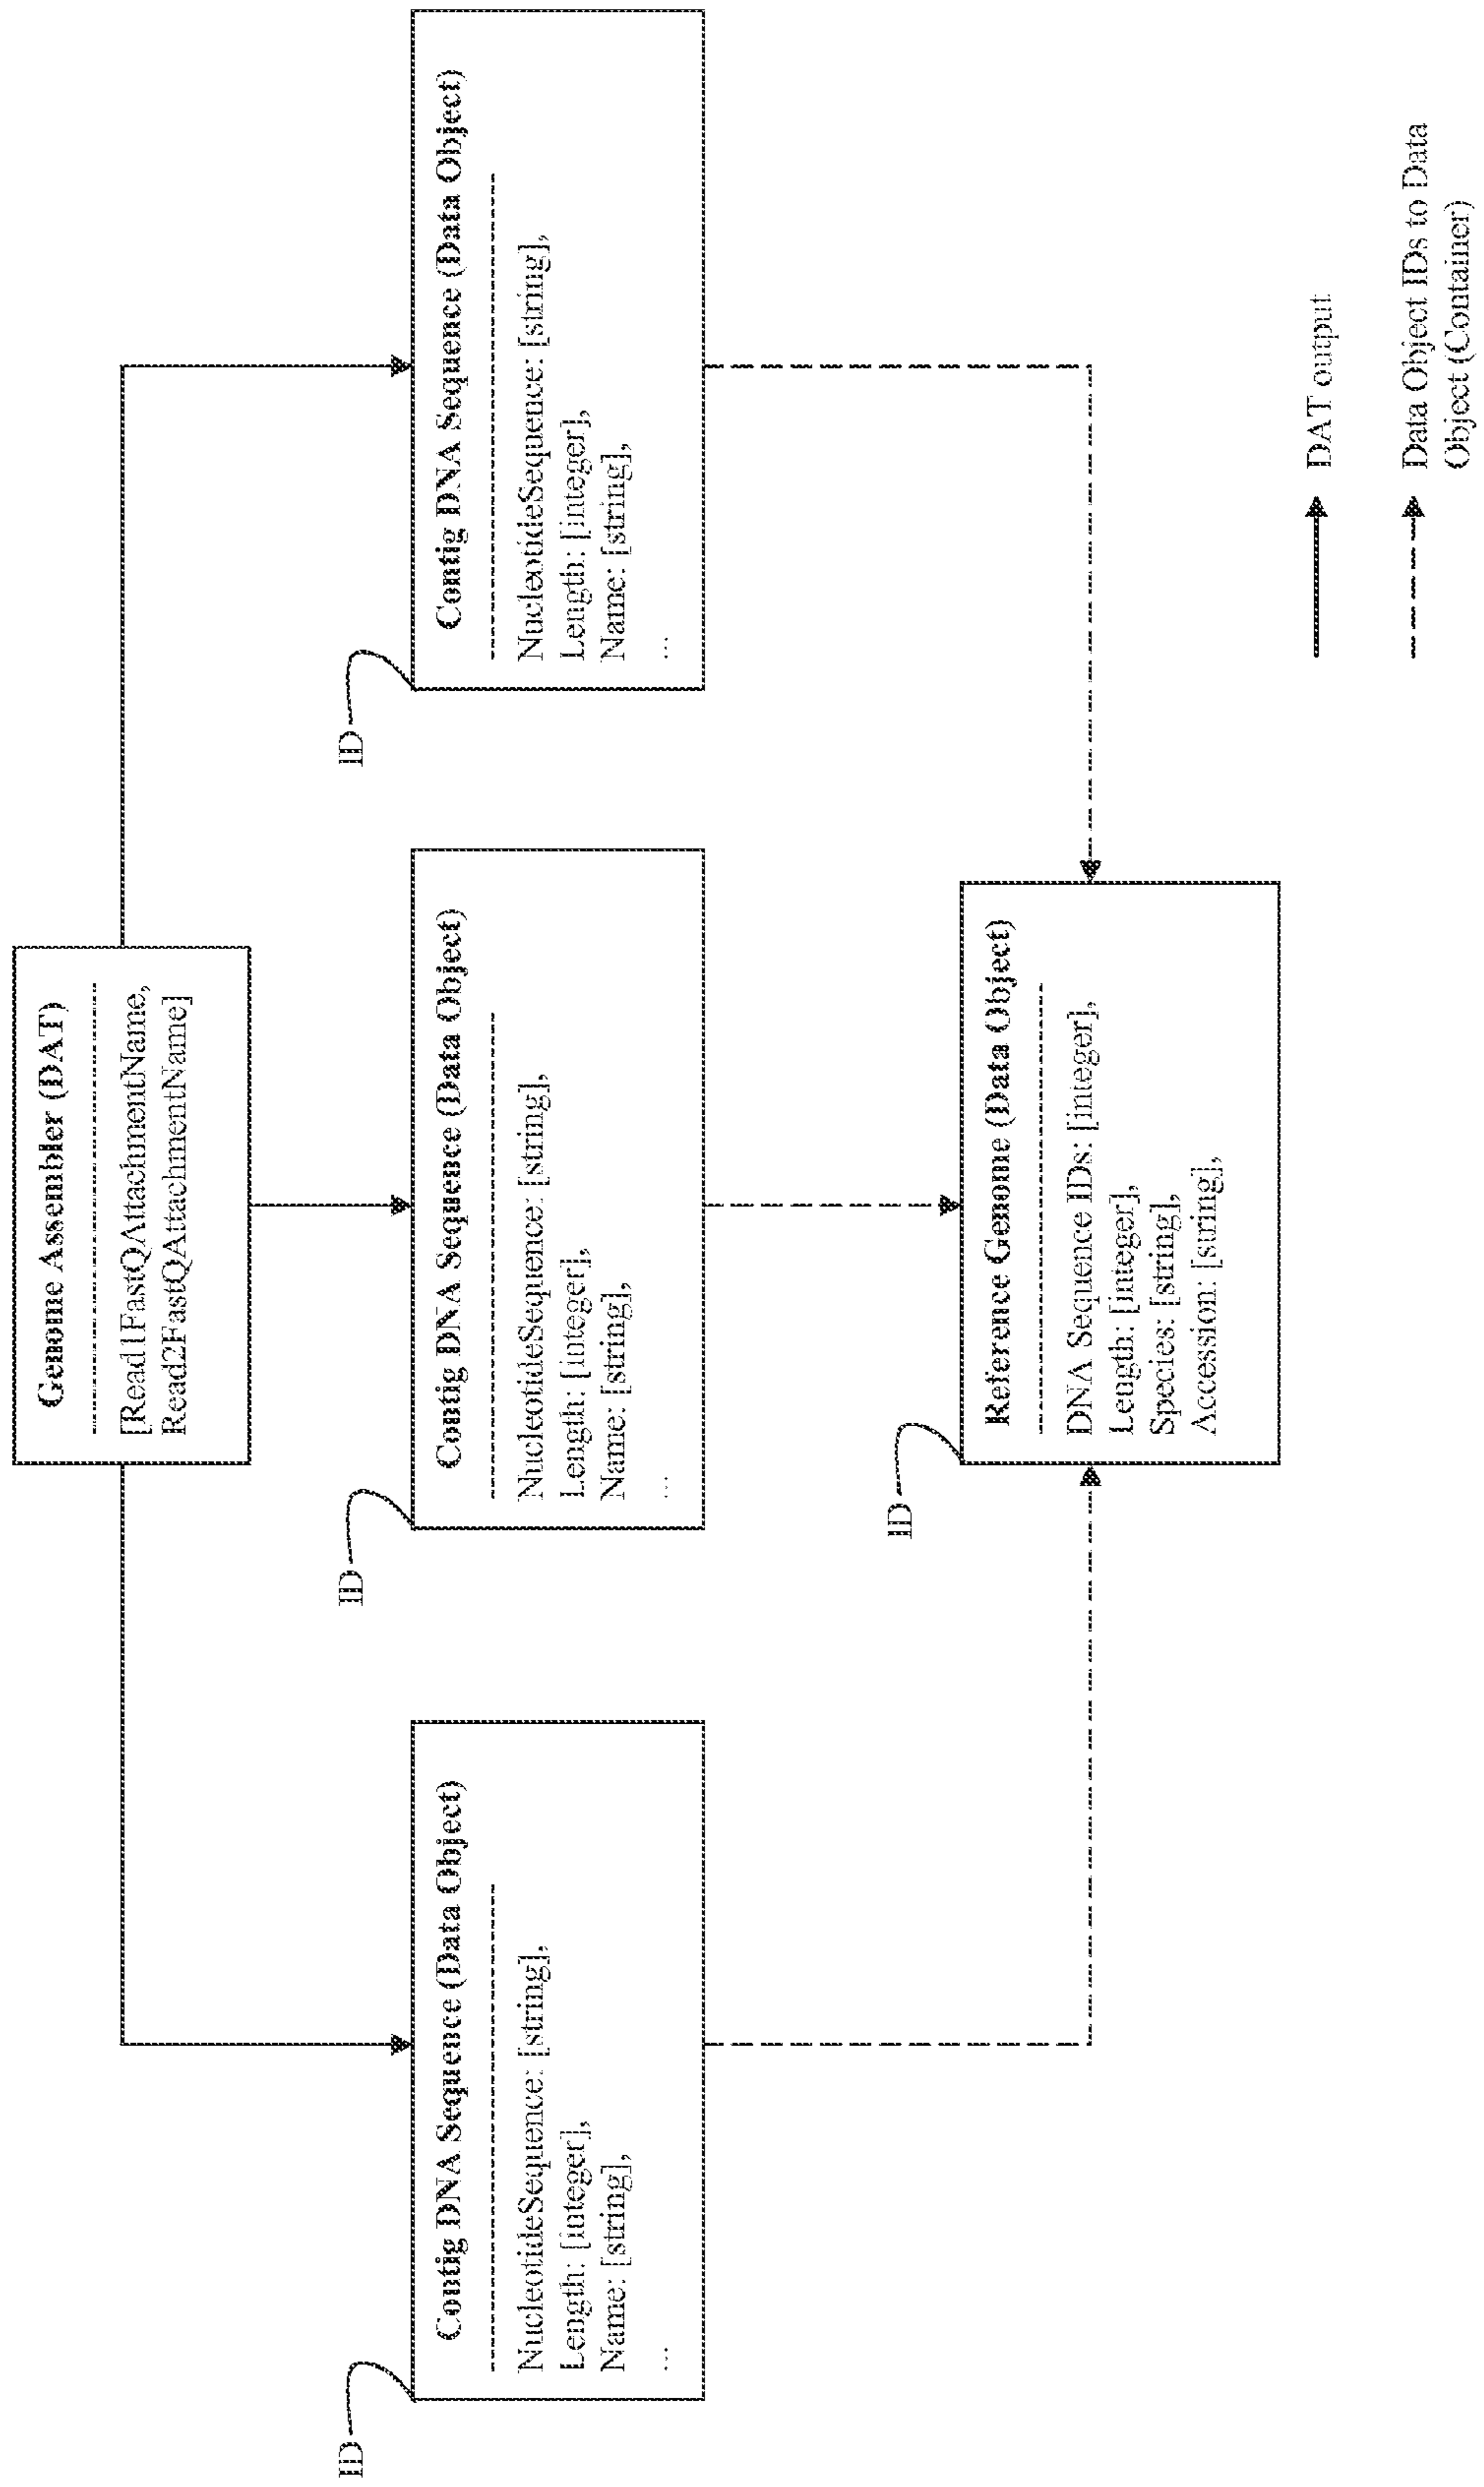 Genome Assembler (DAT)
[Read1FastQAttachmentName,
Read2FastQAttachmentName]
ID
Contig DNA Sequence (Data Object)
NucleotideSequence: [string],
Length: [integer],
Name: [string],
...
ID
Contig DNA Sequence (Data Object)
NucleotideSequence: [string],
Length: [integer],
Name: [string],
...
ID
Contig DNA Sequence (Data Object)
NucleotideSequence: [string],
Length: [integer],
Name: [string],
...
ID
Reference Genome (Data Object)
DNA Sequence IDs: [integer],
Length: [integer],
Species: [string],
Accession: [string],
DAT output
Data Object IDs to Data
Object (Container)